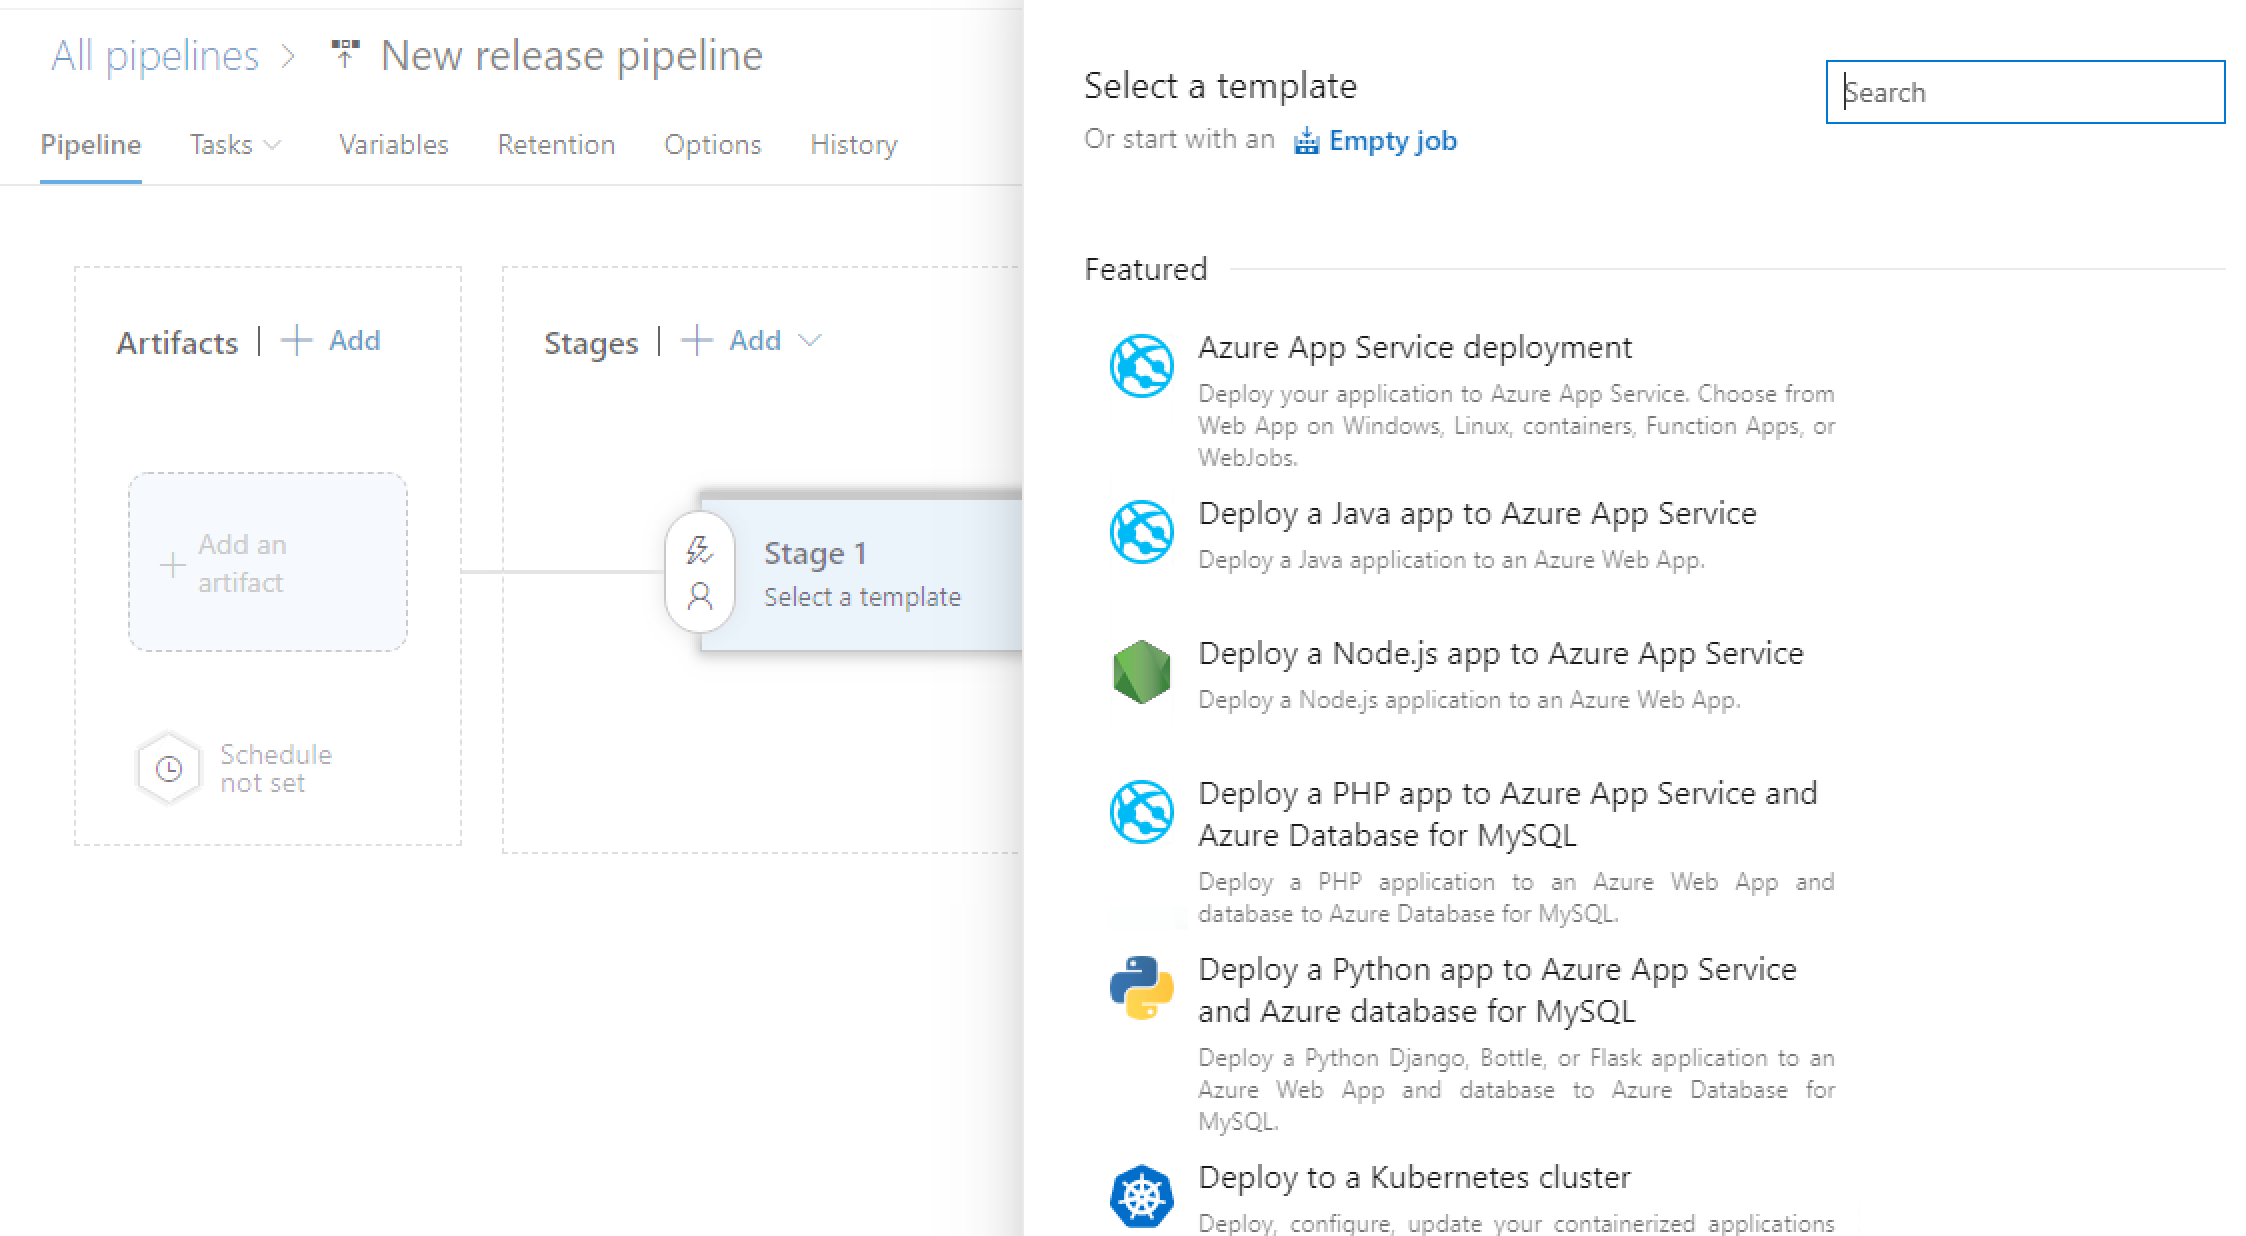 All pipelines > New release pipeline
Pipeline Tasks Variables Retention Options History
Artifacts | + Add
Stages | + Add
+ Add an
artifact
Stage 1
Select a template
Schedule
not set
Select a template
Search
Or start with an Empty job
Featured
Azure App Service deployment
Deploy your application to Azure App Service. Choose from
Web App on Windows, Linux, containers, Function Apps, or
WebJobs.
Deploy a Java app to Azure App Service
Deploy a Java application to an Azure Web App.
Deploy a Node.js app to Azure App Service
Deploy a Node.js application to an Azure Web App.
Deploy a PHP app to Azure App Service and
Azure Database for MySQL
Deploy a PHP application to an Azure Web App and
database to Azure Database for MySQL.
Deploy a Python app to Azure App Service
and Azure database for MySQL
Deploy a Python Django, Bottle, or Flask application to an
Azure Web App and database to Azure Database for
MySQL.
Deploy to a Kubernetes cluster
Deploy, configure, update your containerized applications